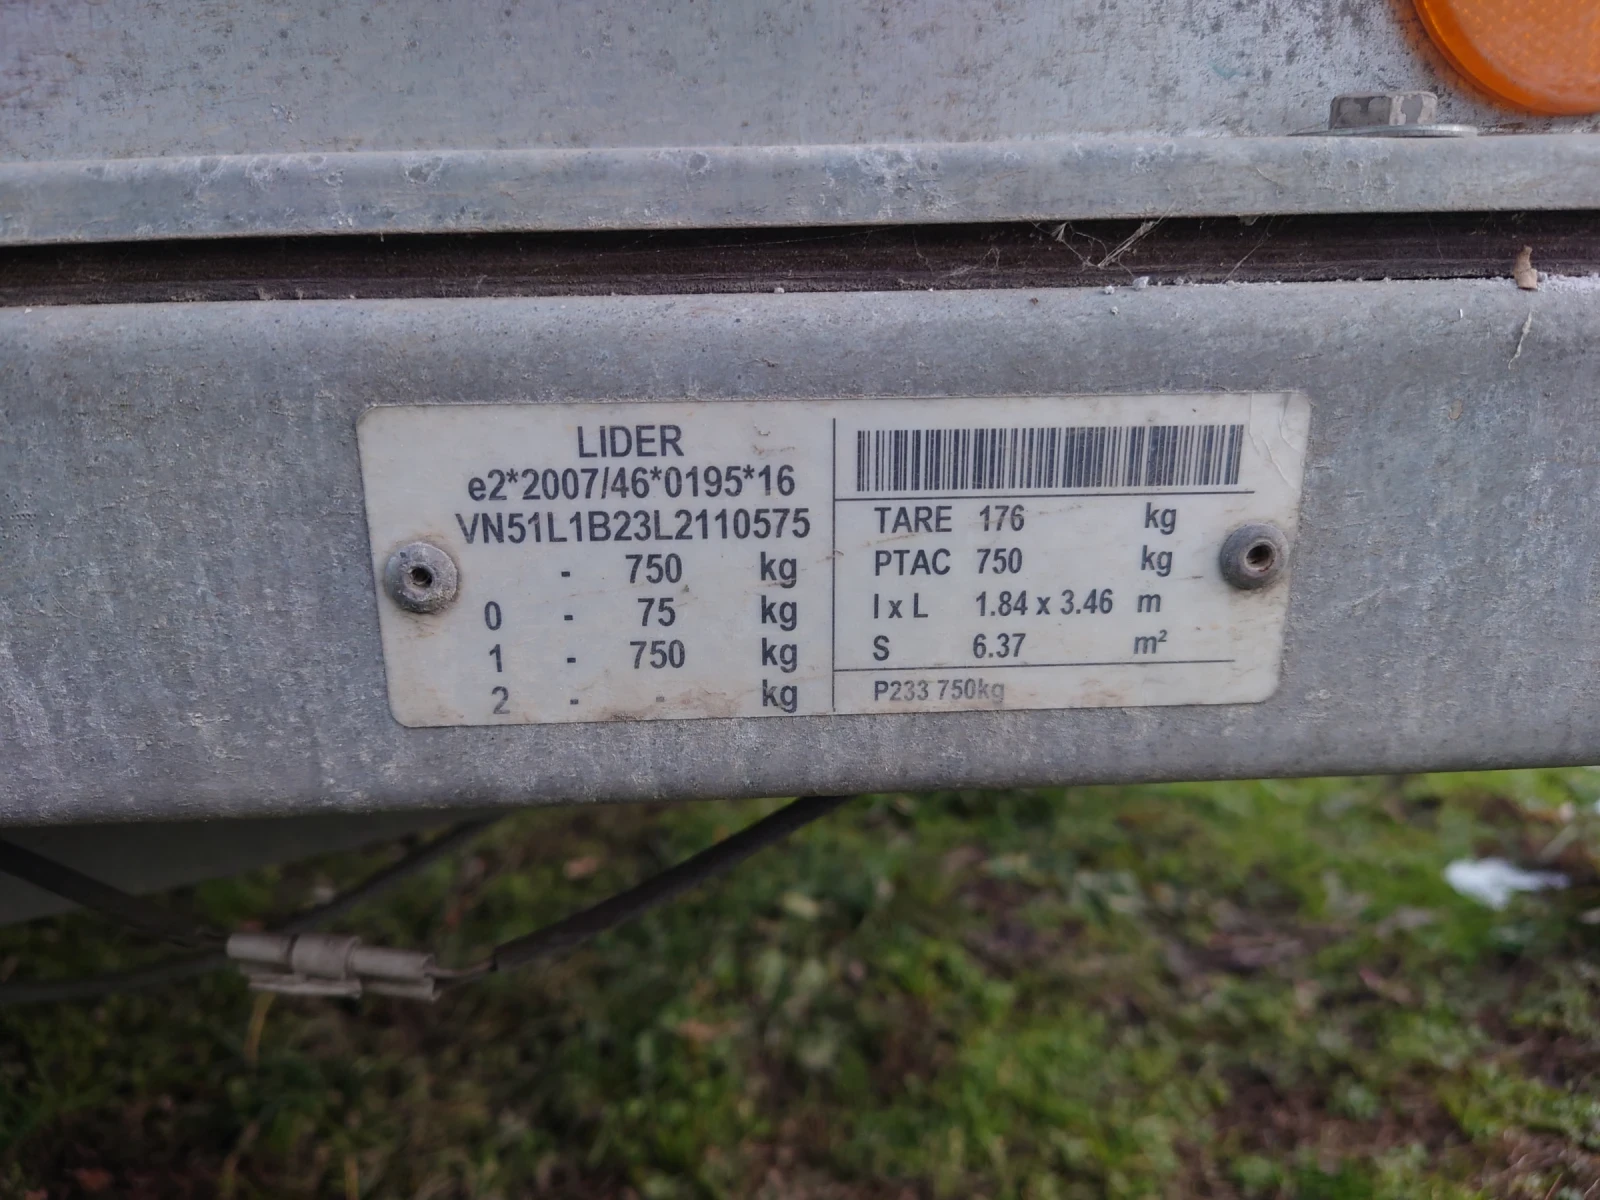 LIDER
e2*2007/46*0195*16
VN51L1B23L2110575
- 750 kg
0 - 75 kg
1 - 750 kg
2 - - kg
TARE 176 kg
PTAC 750 kg
l x L 1.84 x 3.46 m
S 6.37 m²
P233 750kg